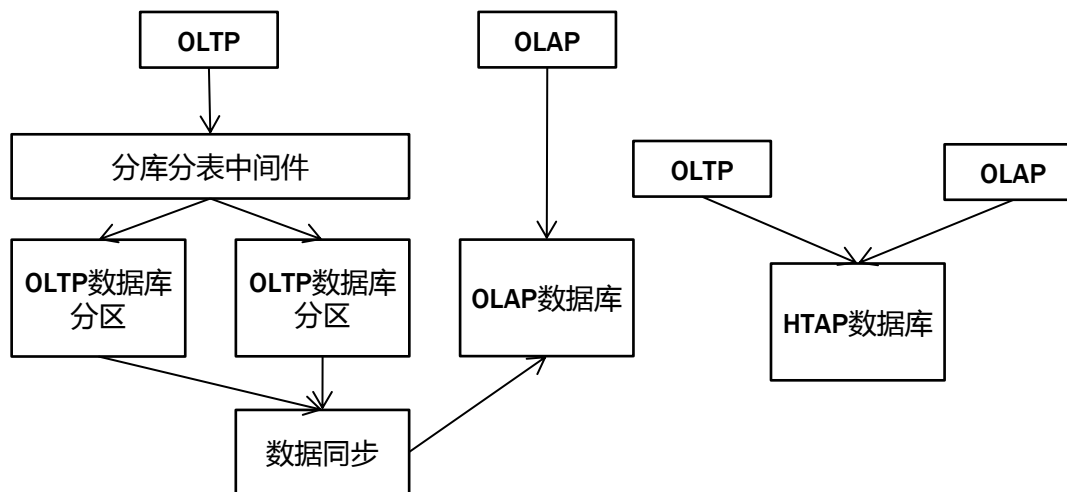 OLTP
OLAP
分库分表中间件
OLTP
OLAP
OLTP数据库
分区
OLTP数据库
分区
OLAP数据库
HTAP数据库
数据同步